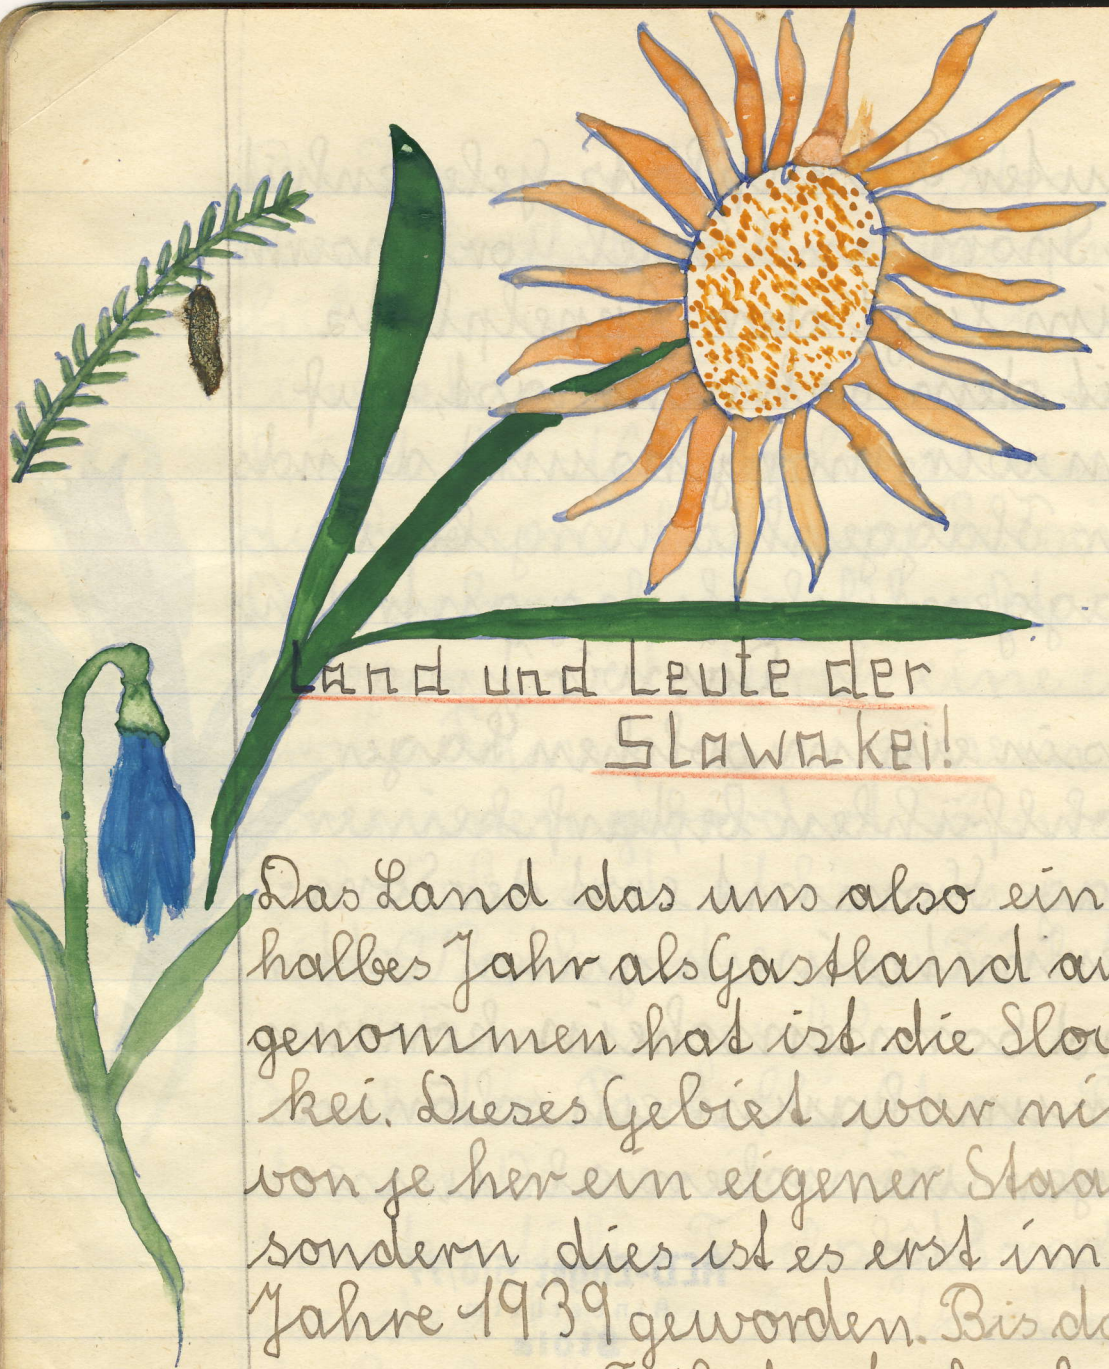 Land und Leute der
Slowakei!
Das Land das uns also ein
halbes Jahr als Gastland au
genommen hat ist die Slow
kei. Dieses Gebiet war ni
von je her ein eigener Staa
sondern dies ist es erst im
Jahre 1939 geworden. Bis da